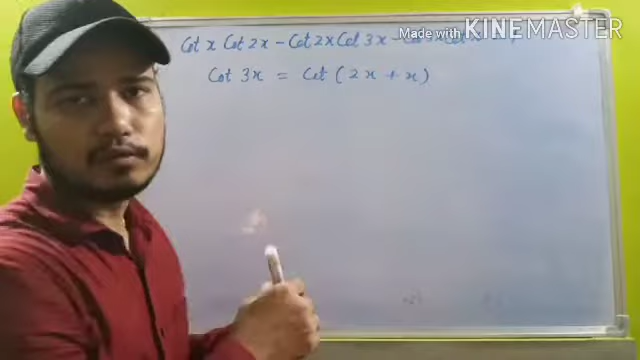 Made with KINEMASTER
Cot x Cot 2x - Cot 2x Cot 3x -
Cot 3x = Cot (2x + x)